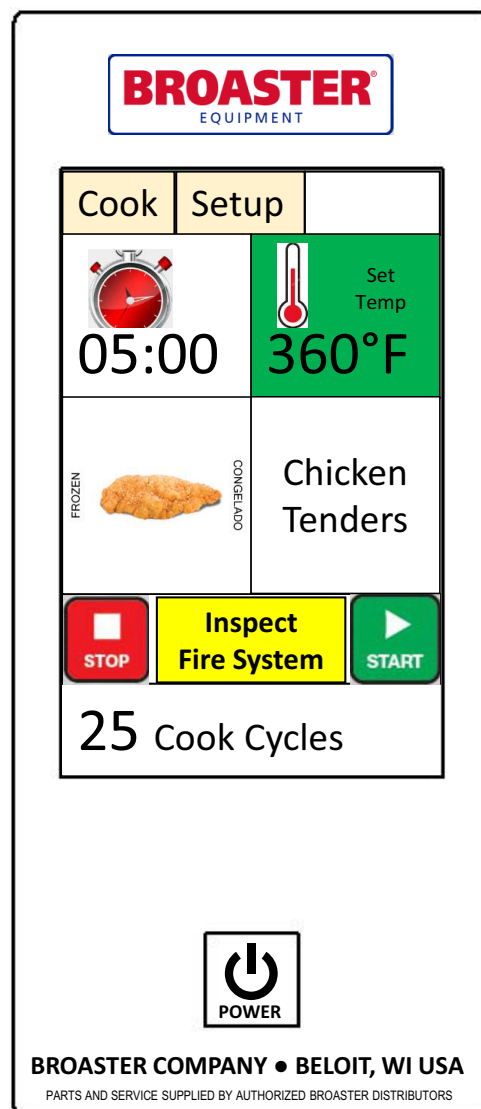 BROASTER®
EQUIPMENT
Cook Setup
05:00
Set
Temp
360°F
FROZEN
CONGELADO
Chicken
Tenders
STOP
Inspect
Fire System
START
25 Cook Cycles
POWER
BROASTER COMPANY ● BELOIT, WI USA
PARTS AND SERVICE SUPPLIED BY AUTHORIZED BROASTER DISTRIBUTORS